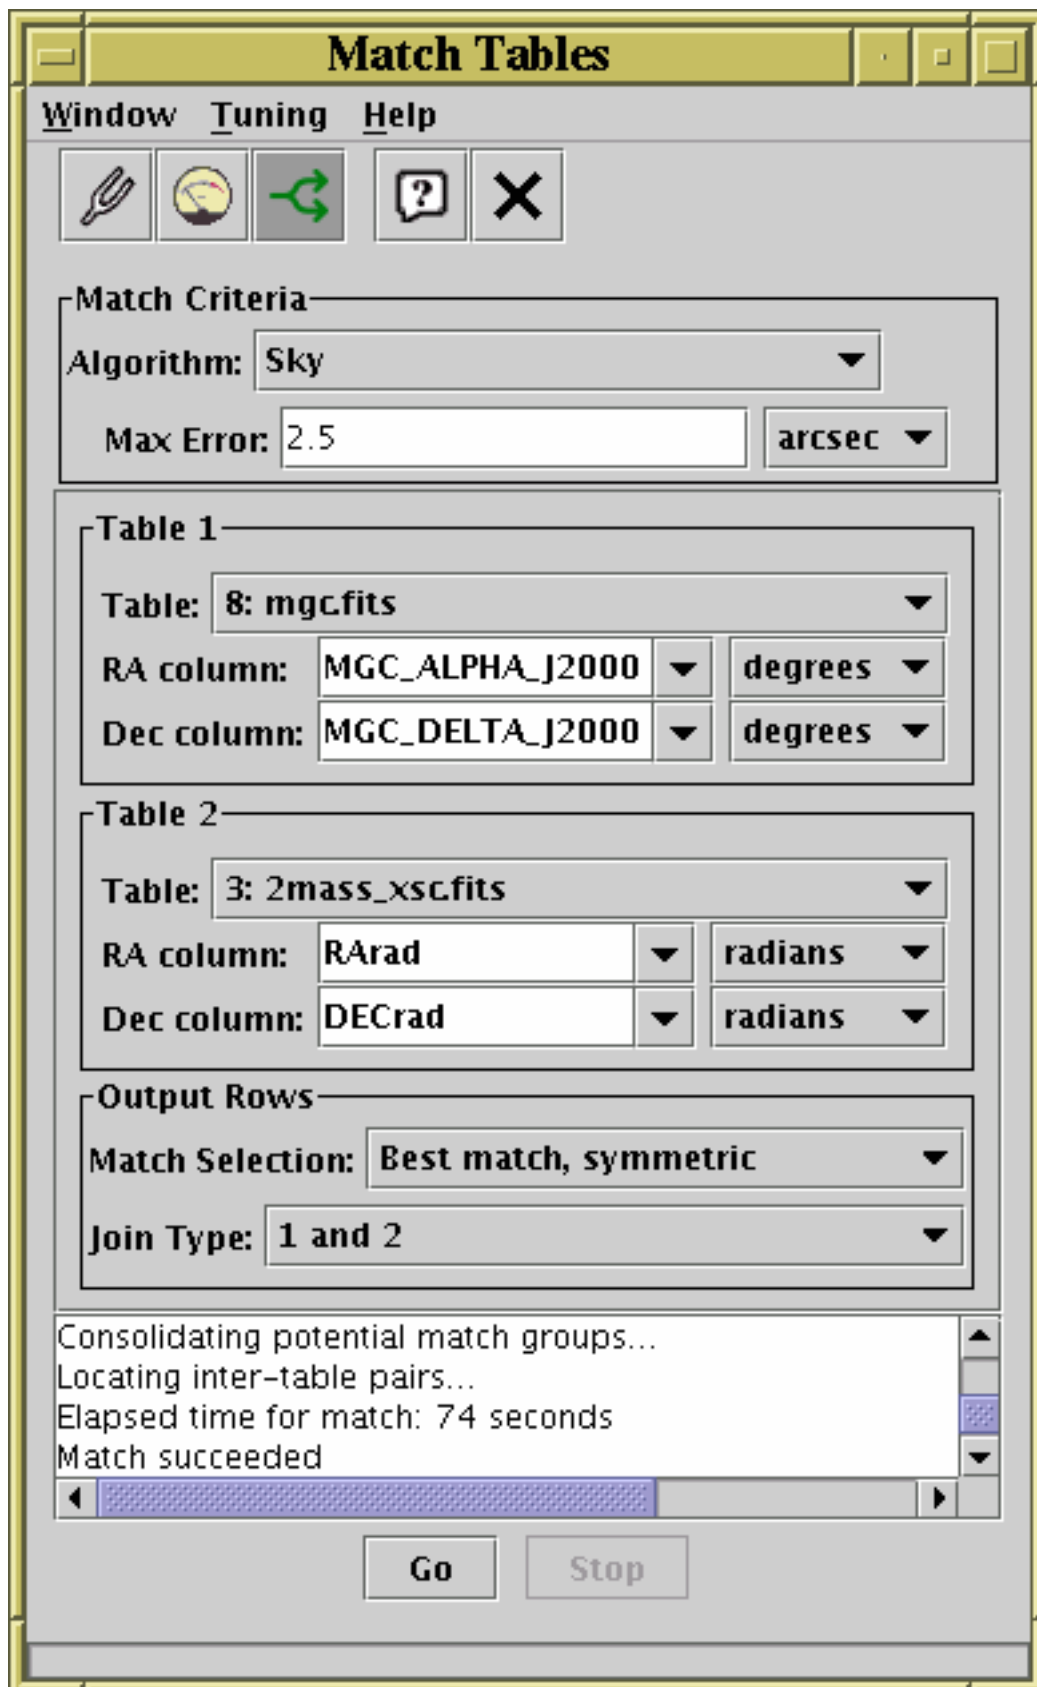 Match Tables
Window Tuning Help
Match Criteria
Algorithm: Sky
Max Error: 2.5 arcsec
Table 1
Table: 8: mgc.fits
RA column: MGC_ALPHA_J2000 degrees
Dec column: MGC_DELTA_J2000 degrees
Table 2
Table: 3: 2mass_xsc.fits
RA column: RArad radians
Dec column: DECrad radians
Output Rows
Match Selection: Best match, symmetric
Join Type: 1 and 2
Consolidating potential match groups...
Locating inter-table pairs...
Elapsed time for match: 74 seconds
Match succeeded
Go Stop